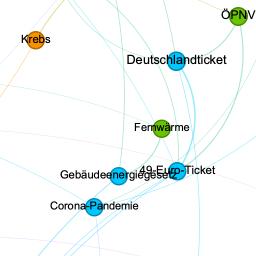 ÖPNV
Krebs
Deutschlandticket
Fernwärme
49-Euro-Ticket
Gebäudeenergiegesetz
Corona-Pandemie